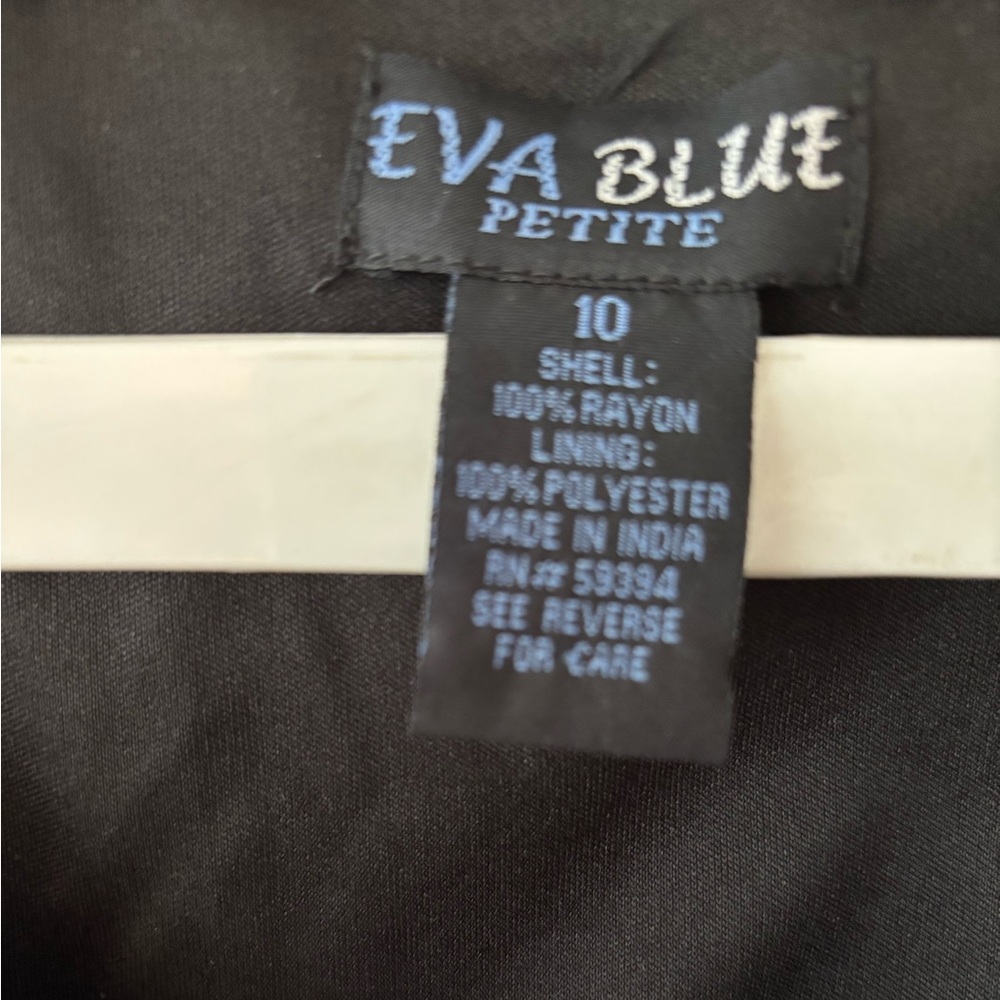 EVA BLUE
PETITE
10
SHELL:
100% RAYON
LINING:
100% POLYESTER
MADE IN INDIA
RN# 59394
SEE REVERSE
FOR CARE